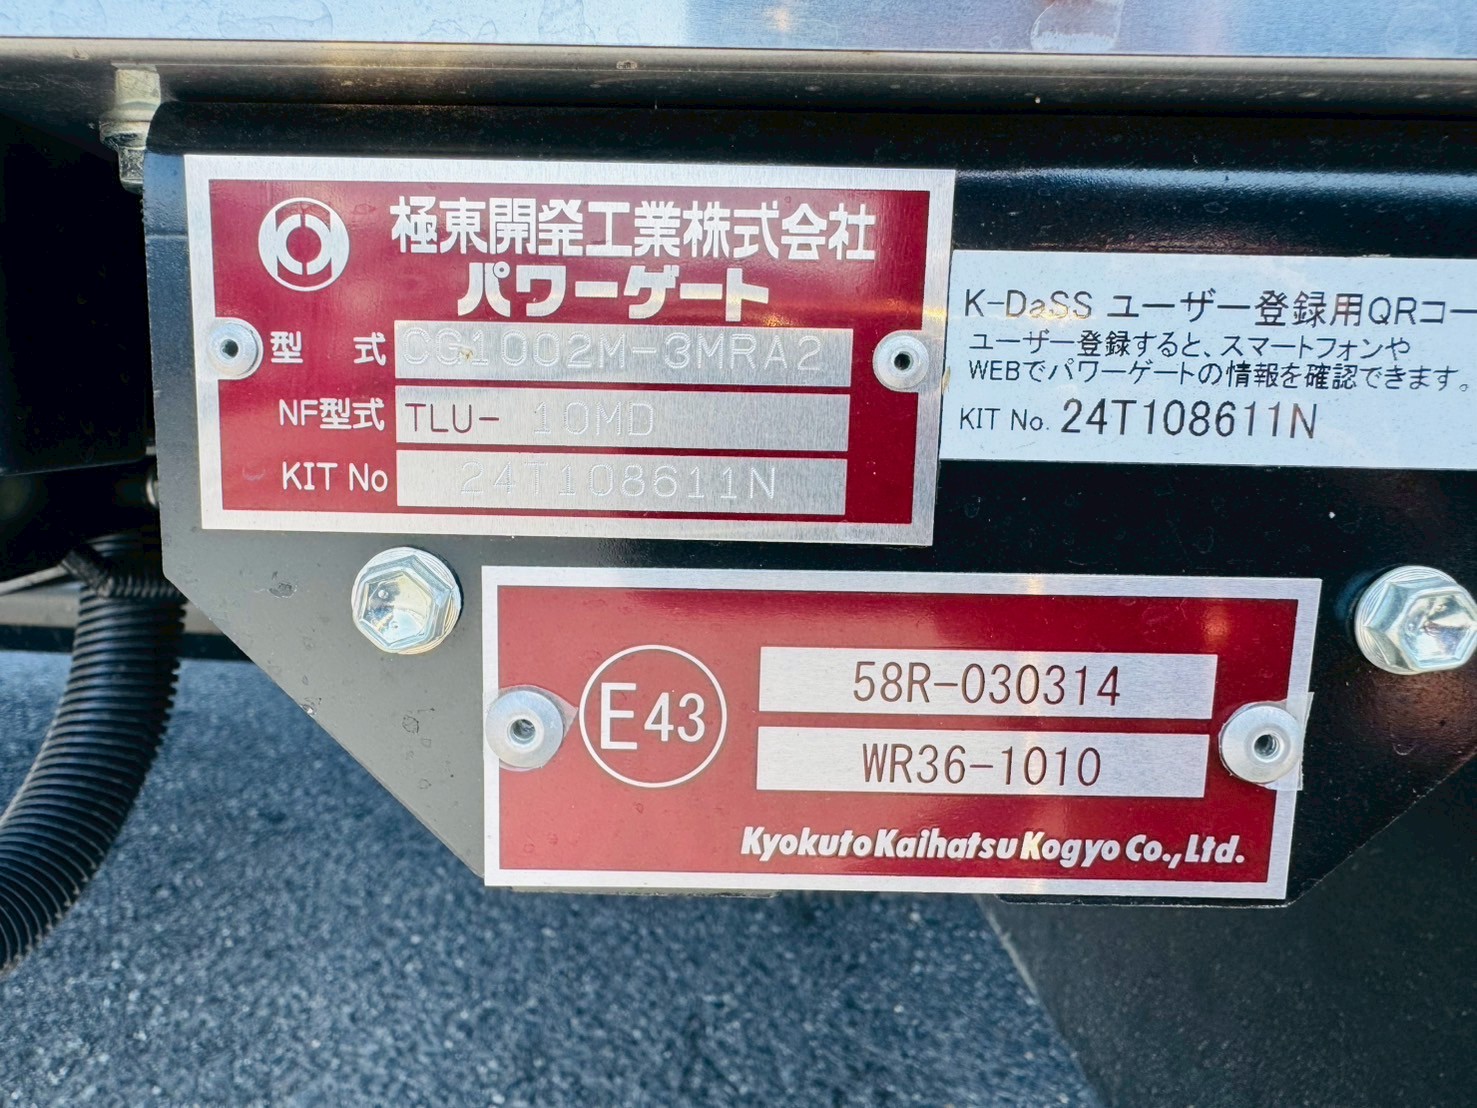 極東開発工業株式会社
パワーゲート
型 式 CG1002M-3MRA2
NF型式 TLU- 10MD
KIT No 24T108611N
K-DaSS ユーザー登録用QRコー
ユーザー登録すると、スマートフォンや
WEBでパワーゲートの情報を確認できます。
KIT No. 24T108611N
E43
58R-030314
WR36-1010
Kyokuto Kaihatsu Kogyo Co., Ltd.